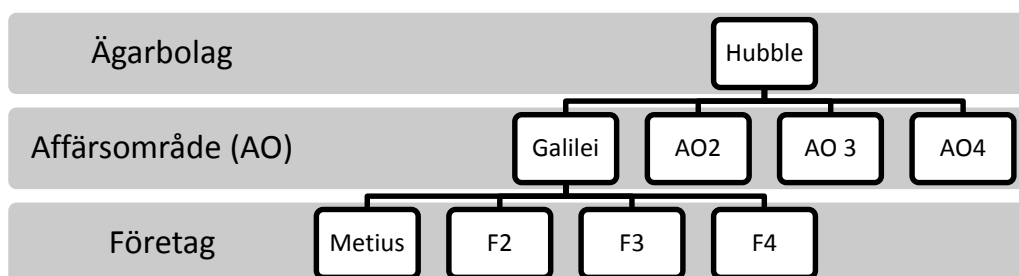 Ägarbolag
Hubble
Affärsområde (AO)
Galilei
AO2
AO 3
AO4
Företag
Metius
F2
F3
F4